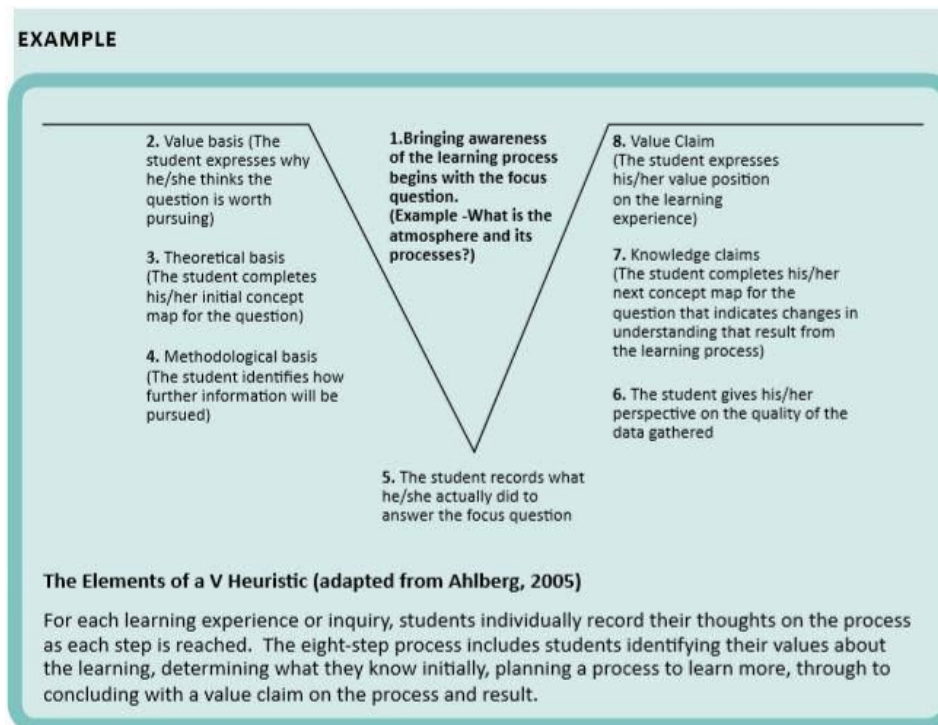 EXAMPLE
1.Bringing awareness
of the learning process
begins with the focus
question.
(Example -What is the
atmosphere and its
processes?)
2. Value basis (The
student expresses why
he/she thinks the
question is worth
pursuing)
3. Theoretical basis
(The student completes
his/her initial concept
map for the question)
4. Methodological basis
(The student identifies how
further information will be
pursued)
5. The student records what
he/she actually did to
answer the focus question
6. The student gives his/her
perspective on the quality of the
data gathered
7. Knowledge claims
(The student completes his/her
next concept map for the
question that indicates changes in
understanding that result from
the learning process)
8. Value Claim
(The student expresses
his/her value position
on the learning
experience)
The Elements of a V Heuristic (adapted from Ahlberg, 2005)
For each learning experience or inquiry, students individually record their thoughts on the process
as each step is reached.  The eight-step process includes students identifying their values about
the learning, determining what they know initially, planning a process to learn more, through to
concluding with a value claim on the process and result.